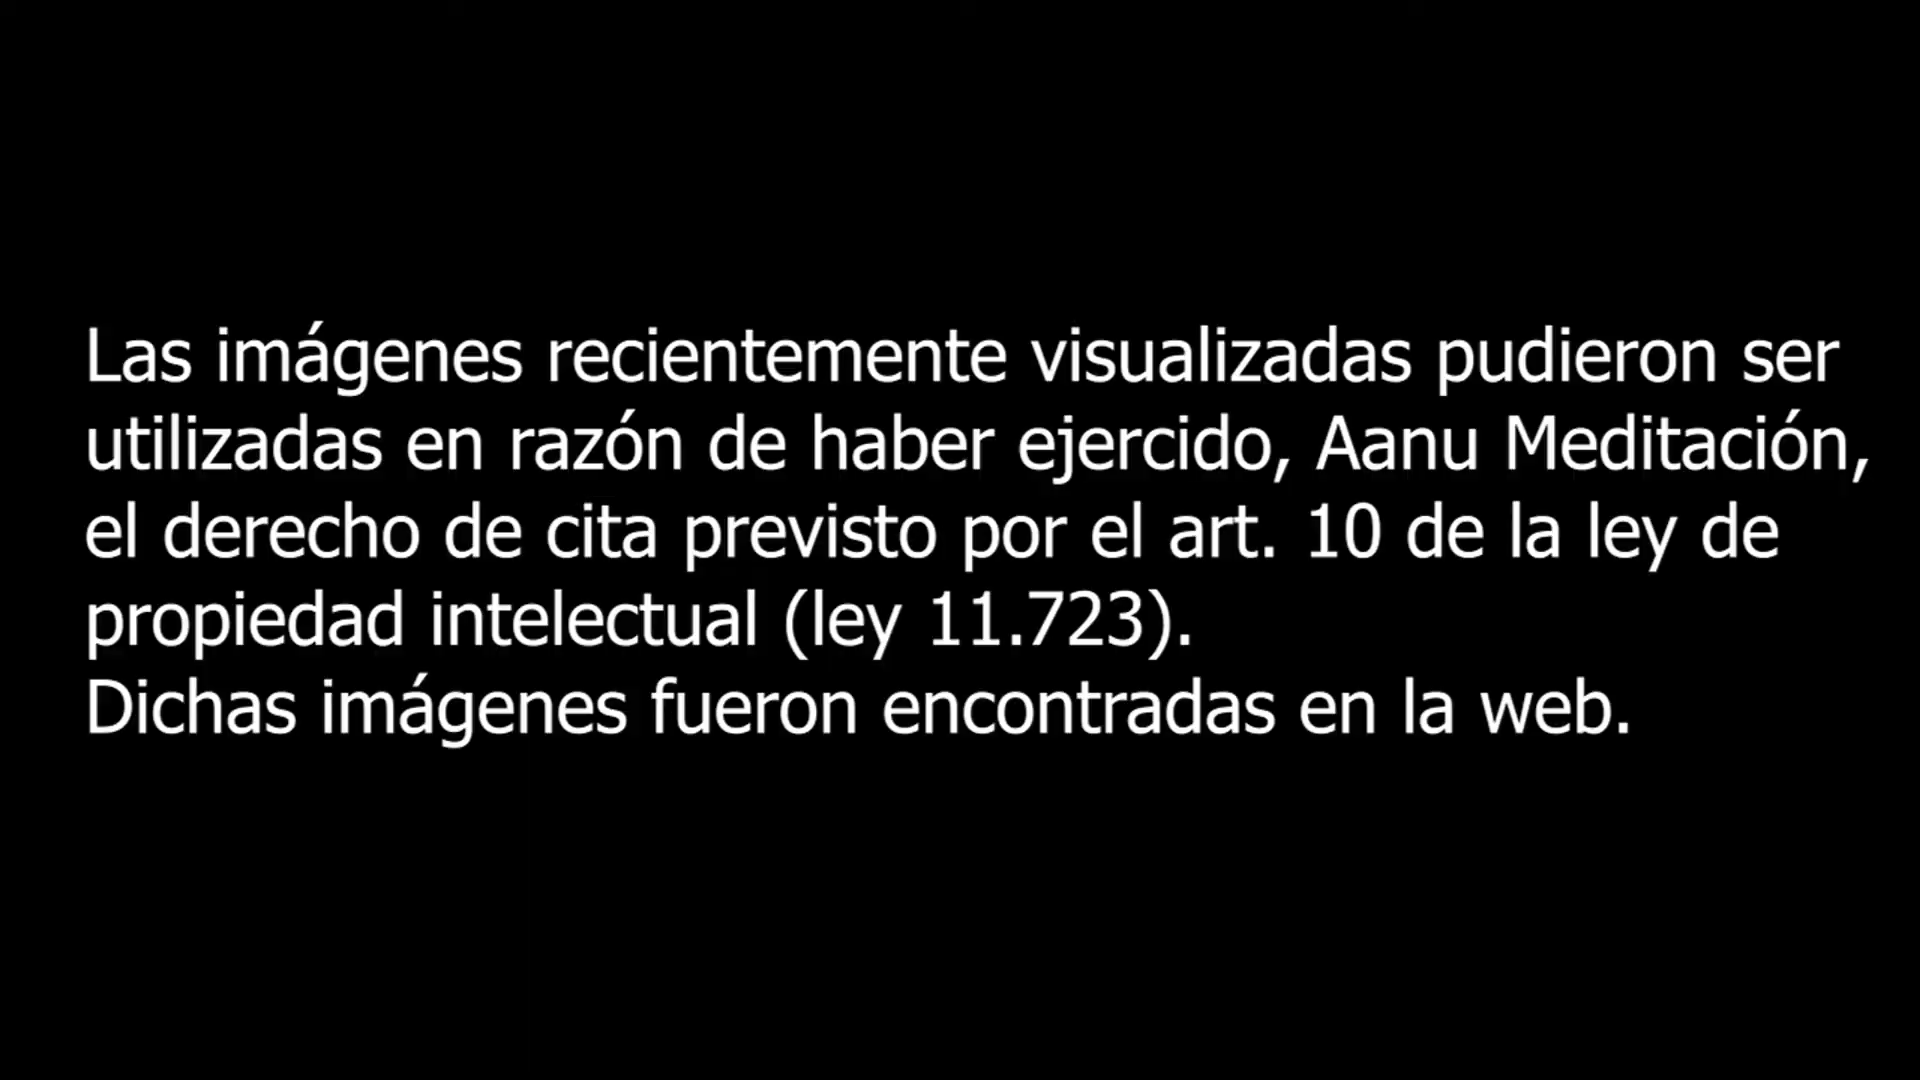 Las imágenes recientemente visualizadas pudieron ser
utilizadas en razón de haber ejercido, Aanu Meditación,
el derecho de cita previsto por el art. 10 de la ley de
propiedad intelectual (ley 11.723).
Dichas imágenes fueron encontradas en la web.